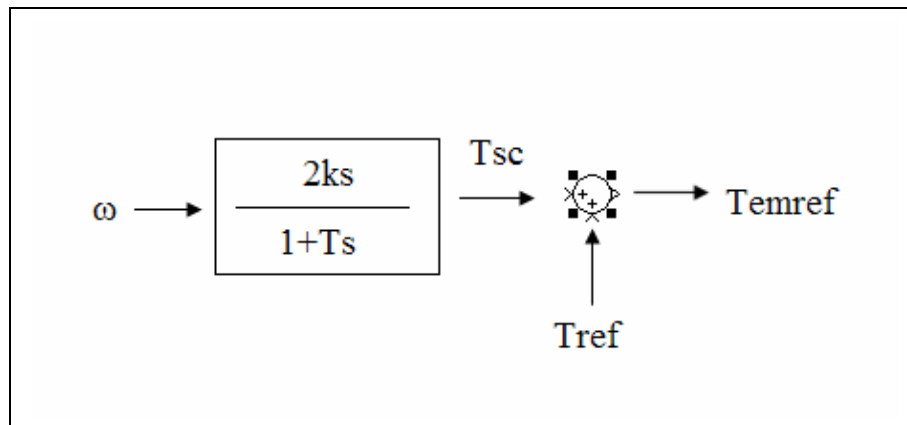 Tsc
2ks
ω
1+Ts
+
+
Temref
Tref